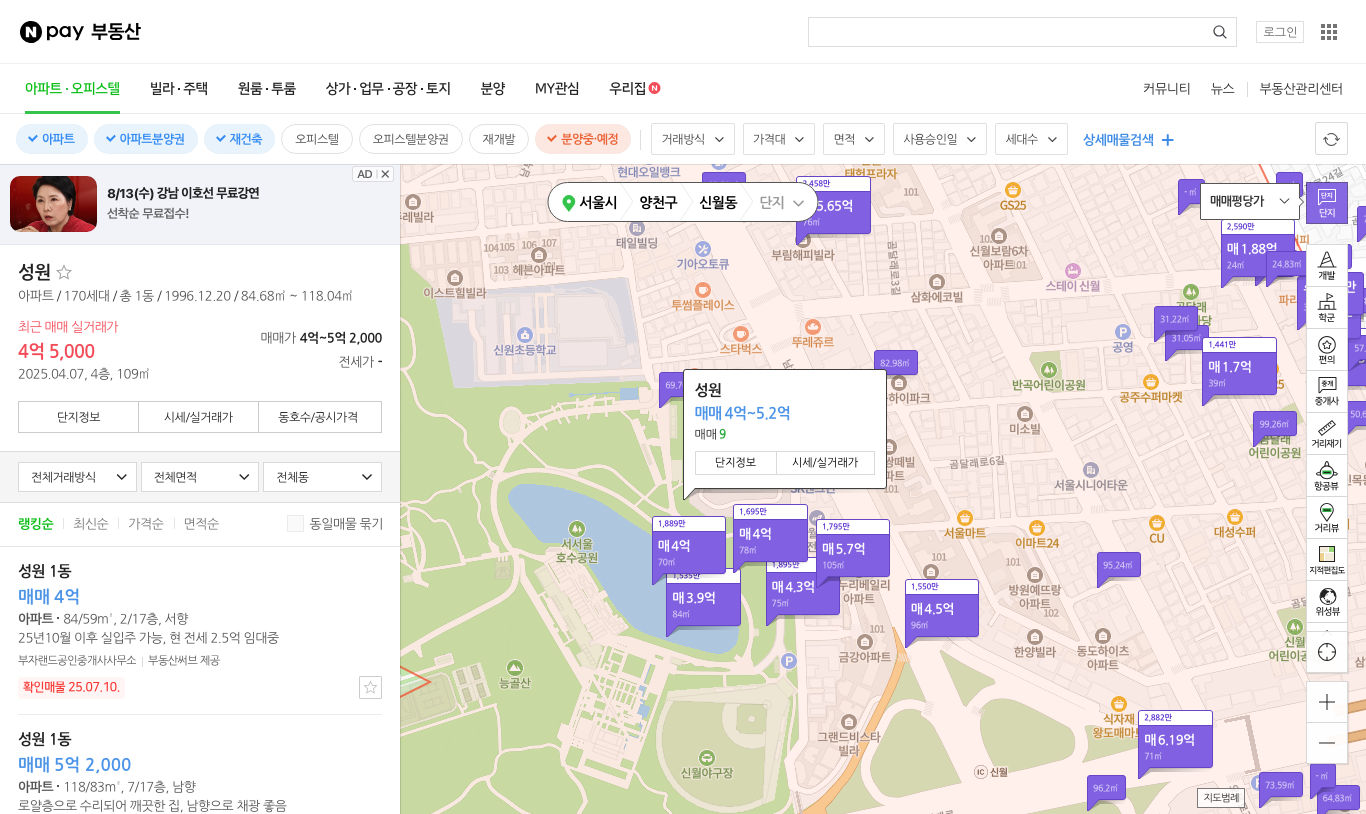 N pay 부동산
로그인
아파트 · 오피스텔
빌라 · 주택
원룸 · 투룸
상가 · 업무 · 공장 · 토지
분양
MY관심
우리집 N
커뮤니티
뉴스
부동산관리센터
아파트
아파트분양권
재건축
오피스텔
오피스텔분양권
재개발
분양중·예정
거래방식
가격대
면적
사용승인일
세대수
상세매물검색
8/13(수) 강남 이호선 무료강연
선착순 무료접수!
AD
성원
아파트 / 170세대 / 총 1동 / 1996.12.20 / 84.68㎡ ~ 118.04㎡
최근 매매 실거래가
4억 5,000
2025.04.07, 4층, 109㎡
매매가 4억~5억 2,000
전세가 -
단지정보
시세/실거래가
동호수/공시가격
전체거래방식
전체면적
전체동
랭킹순
최신순
가격순
면적순
동일매물 묶기
성원 1동
매매 4억
아파트 · 84/59m², 2/17층, 서향
25년10월 이후 실입주 가능, 현 전세 2.5억 임대중
부자랜드공인중개사사무소
부동산써브 제공
확인매물 25.07.10.
성원 1동
매매 5억 2,000
아파트 · 118/83m², 7/17층, 남향
로얄층으로 수리되어 깨끗한 집, 남향으로 채광 좋음
서울시
양천구
신월동
단지
현대오일뱅크
태헌프라자
5.65억
76㎡
101
GS25
- ㎡
매매평당가
단지
단지
태일빌딩
104
105
106
103
102
헤븐아파트
이스트힐빌라
기아오토큐
부림해피빌라
곰달래로3길
신월보람6차
아파트
스테이 신월
2,590만
매 1.88억
24㎡
24.83㎡
개발
투썸플레이스
삼화에코빌
학군
신원초등학교
스타벅스
뚜레쥬르
공영
31.22㎡
31.05㎡
1,441만
매 1.7억
39㎡
편의
82.98㎡
반곡어린이공원
공주수퍼마켓
중개
중개사
성원
매매 4억~5.2억
매매 9
단지정보
시세/실거래가
미소빌
99.26㎡
어린이공원
거리재기
101
곰달래로6길
서울시니어타운
항공뷰
서서울
호수공원
1,889만
매 4억
70㎡
1,695만
매 4억
78㎡
1,795만
매 5.7억
105㎡
서울마트
이마트24
CU
대성수퍼
거리뷰
매 3.9억
84㎡
1,895만
매 4.3억
75㎡
누리베일리
아파트
101
1,550만
매 4.5억
96㎡
101
방원예뜨랑
아파트
102
95.24㎡
지적편집도
위성뷰
능골산
P
101
금강아파트
한양빌라
동도하이츠
아파트
신월
신월야구장
그랜드비스타
빌라
식자재
왕도매마트
2,882만
매 6.19억
71㎡
IC 신월
96.2㎡
73.59㎡
- ㎡
64.83㎡
지도범례